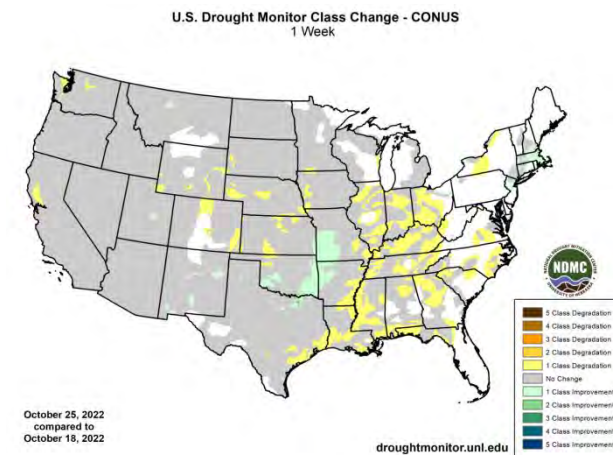 U.S. Drought Monitor Class Change - CONUS
1 Week
NDMC
5 Class Degradation
4 Class Degradation
3 Class Degradation
2 Class Degradation
1 Class Degradation
No Change
1 Class Improvement
2 Class Improvement
3 Class Improvement
4 Class Improvement
5 Class Improvement
October 25, 2022
compared to
October 18, 2022
droughtmonitor.unl.edu